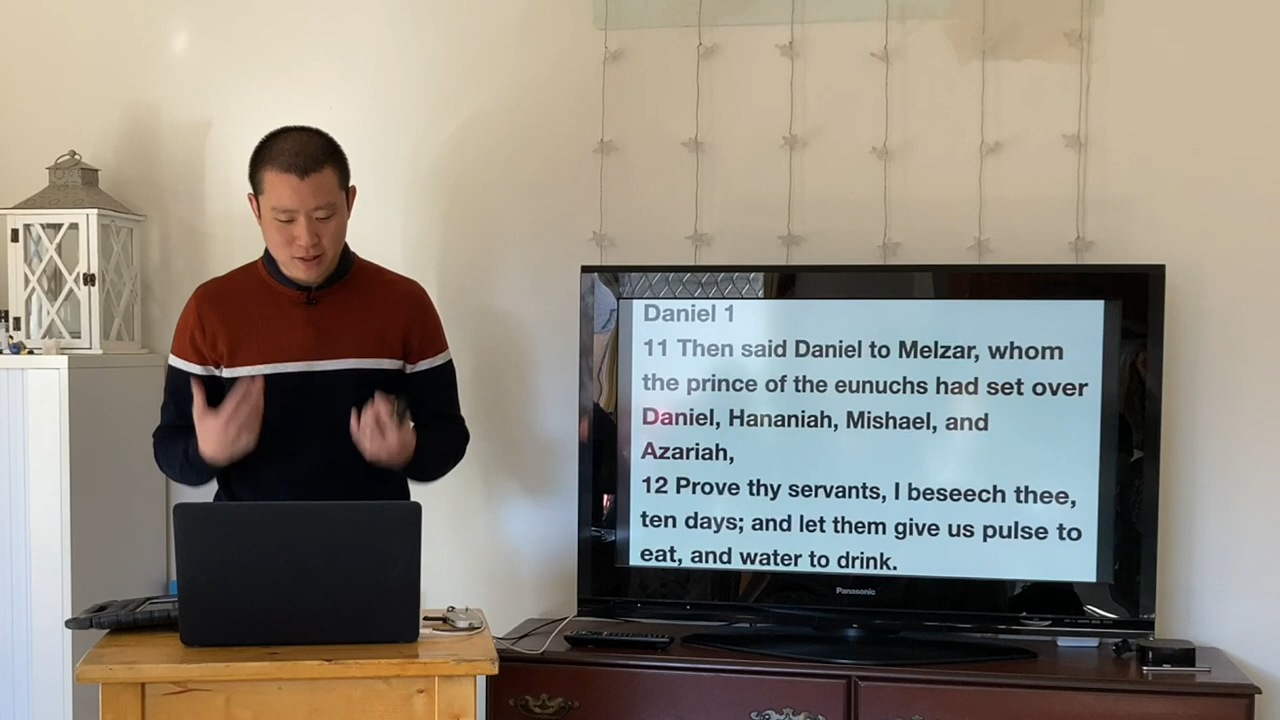 Daniel 1
11 Then said Daniel to Melzar, whom
the prince of the eunuchs had set over
Daniel, Hananiah, Mishael, and
Azariah,
12 Prove thy servants, I beseech thee,
ten days; and let them give us pulse to
eat, and water to drink.
Panasonic